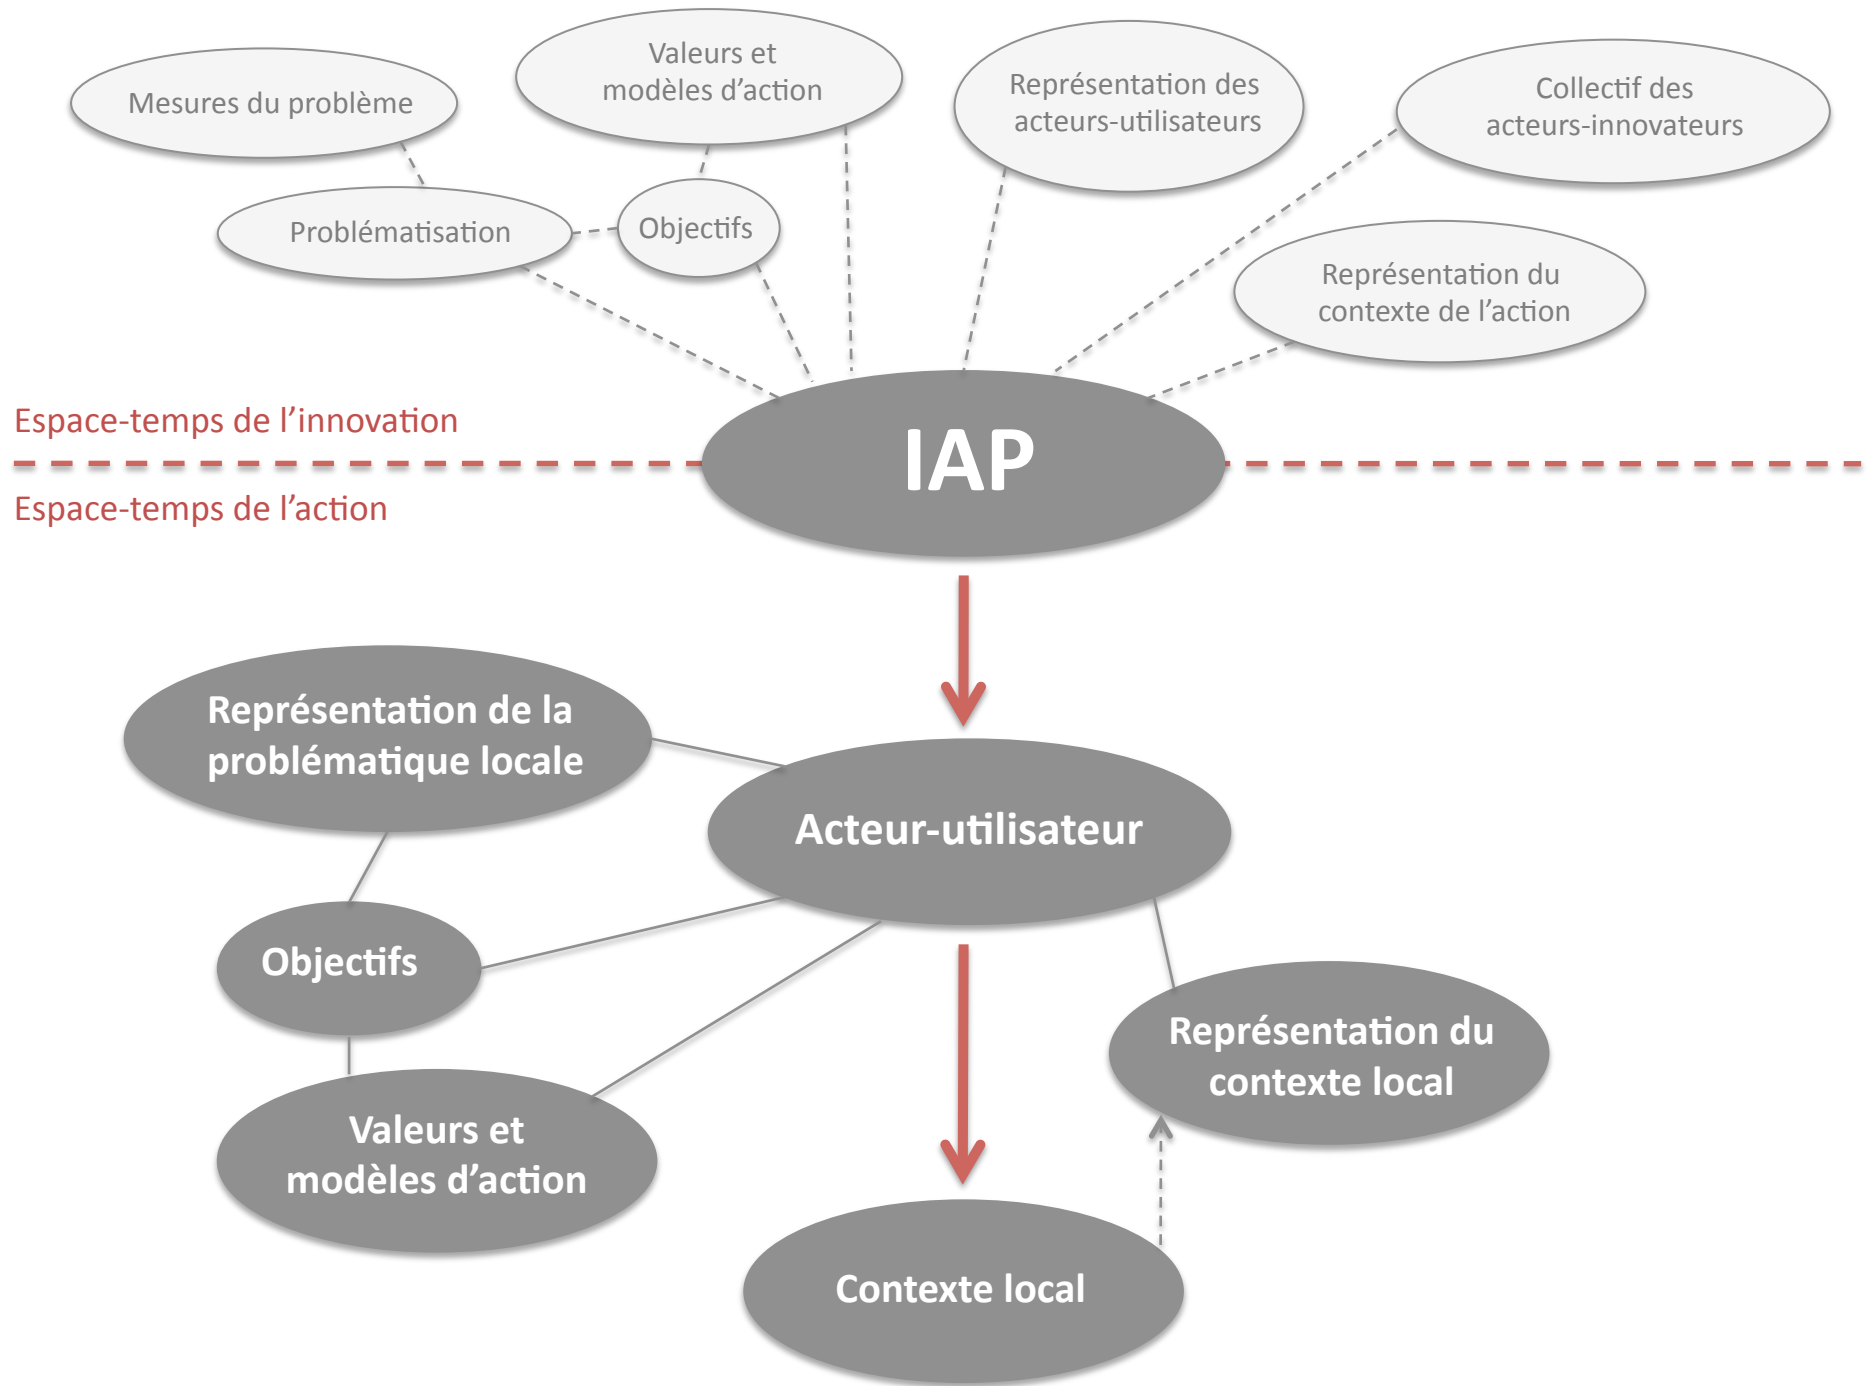 Mesures du problème
Valeurs et
modèles d’action
Représentation des
acteurs-utilisateurs
Collectif des
acteurs-innovateurs
Problématisation
Objectifs
Représentation du
contexte de l’action
Espace-temps de l’innovation
IAP
Espace-temps de l’action
Représentation de la
problématique locale
Acteur-utilisateur
Objectifs
Représentation du
contexte local
Valeurs et
modèles d’action
Contexte local